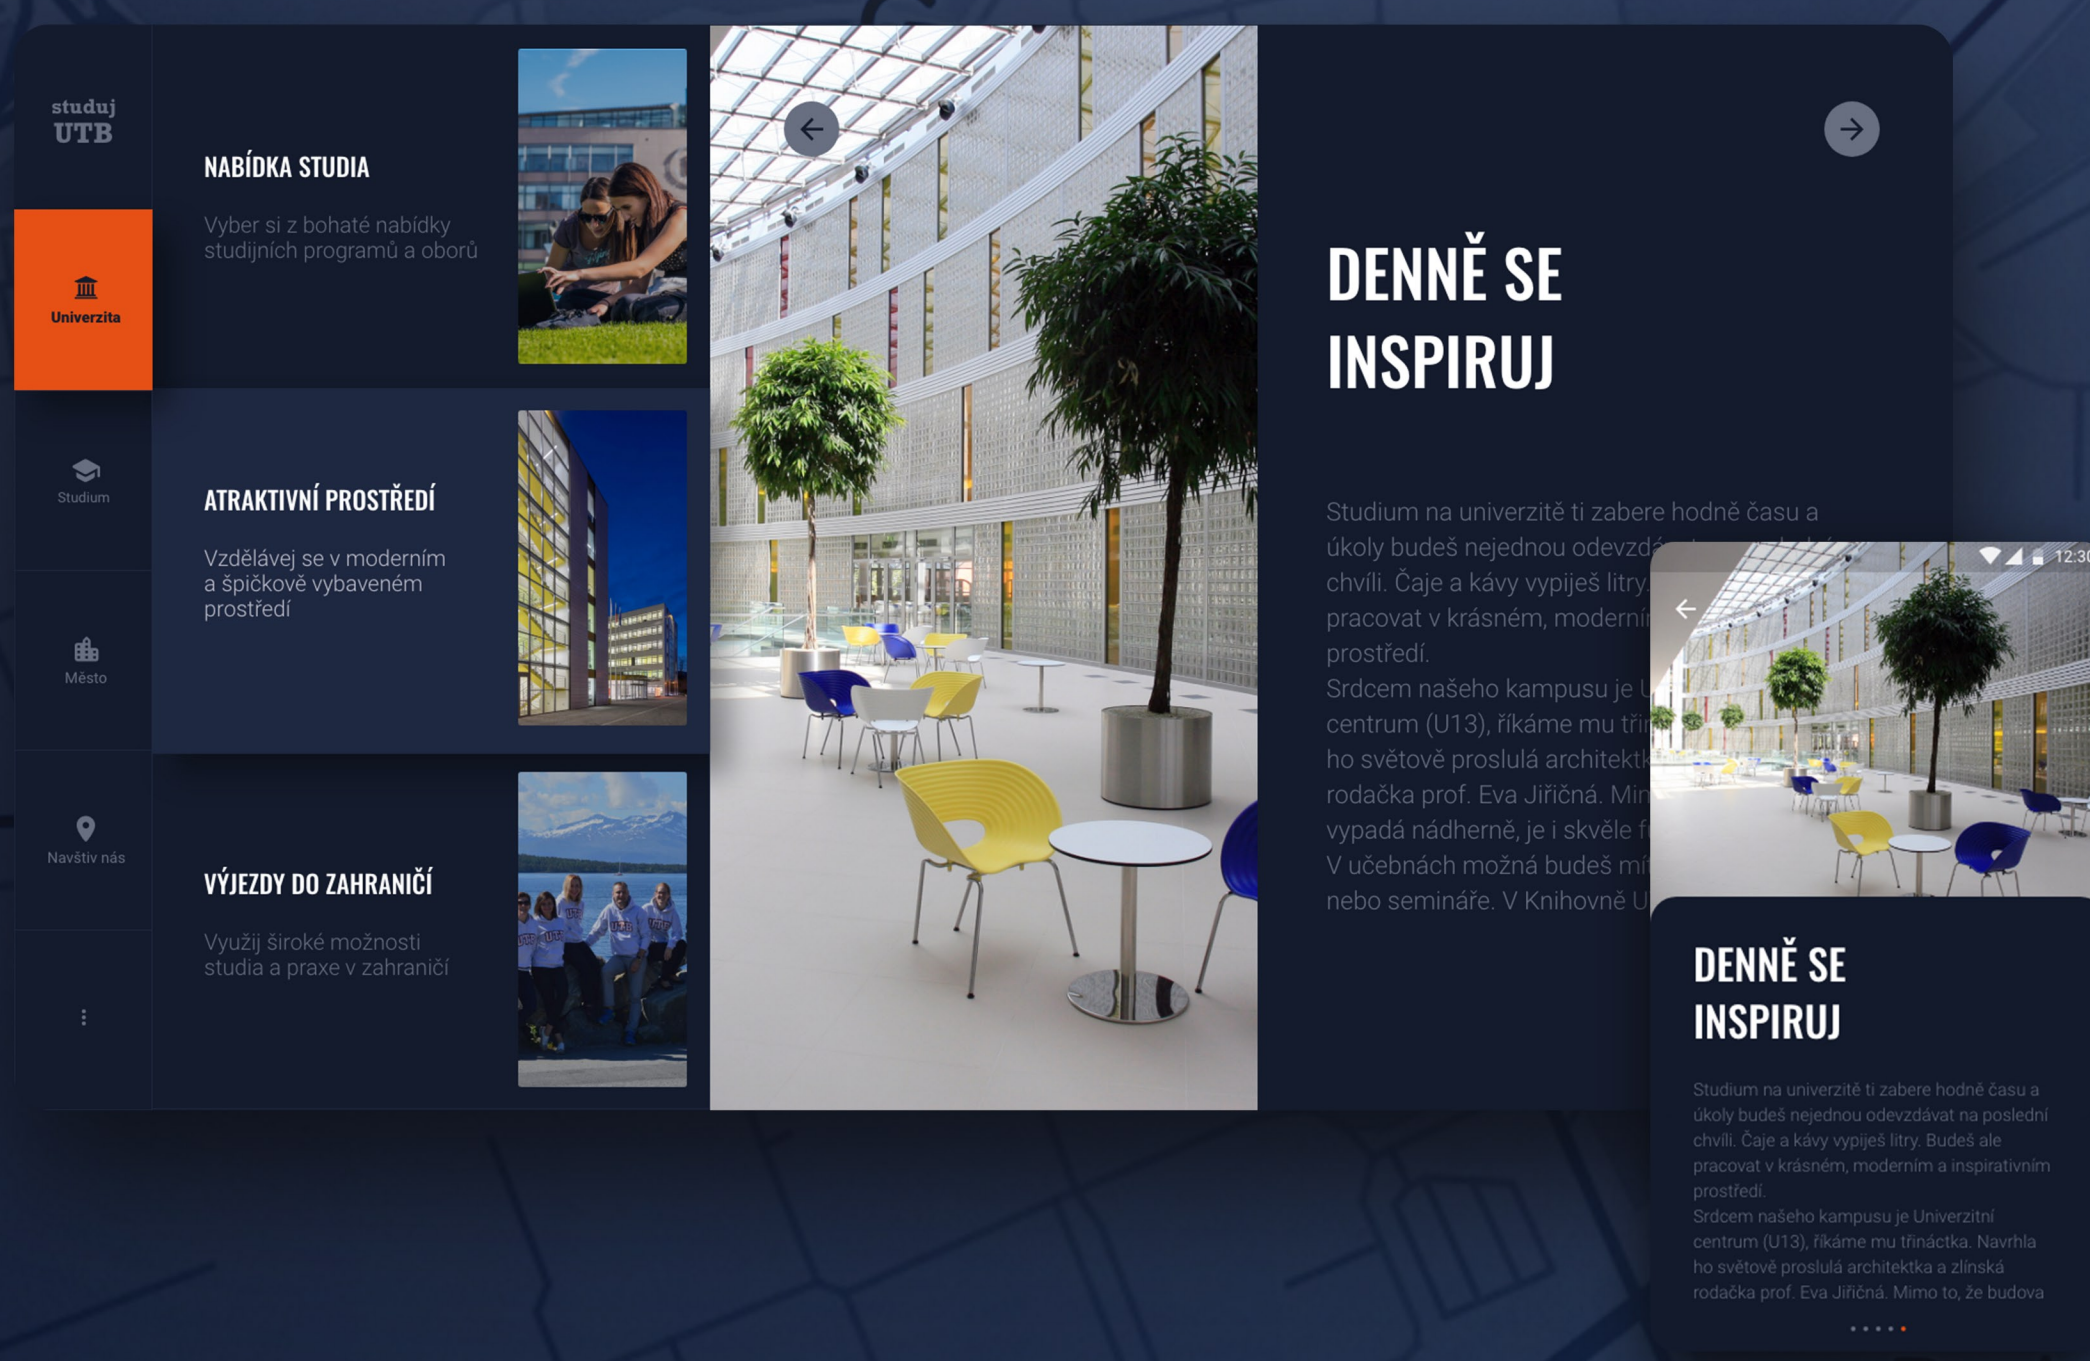 studuj
UTB
Univerzita
Studium
Město
Navštiv nás
NABÍDKA STUDIA
Vyber si z bohaté nabídky
studijních programů a oborů
ATRAKTIVNÍ PROSTŘEDÍ
Vzdělávej se v moderním
a špičkově vybaveném
prostředí
VÝJEZDY DO ZAHRANIČÍ
Využij široké možnosti
studia a praxe v zahraničí
DENNĚ SE
INSPIRUJ
Studium na univerzitě ti zabere hodně času a
úkoly budeš nejednou
chvíli. Čaje a kávy vypiješ litry.
pracovat v krásném,
prostředí.
Srdcem našeho kampusu je
centrum (U13), říkáme mu
ho světově proslulá
rodačka prof. Eva Jiřičná.
vypadá nádherně, je i skvěle
V učebnách možná budeš
nebo semináře. V Knihovně
12:30
DENNĚ SE
INSPIRUJ
Studium na univerzitě ti zabere hodně času a
úkoly budeš nejednou odevzdávat na poslední
chvíli. Čaje a kávy vypiješ litry. Budeš ale
pracovat v krásném, moderním a inspirativním
prostředí.
Srdcem našeho kampusu je Univerzitní
centrum (U13), říkáme mu třináctka. Navrhla
ho světově proslulá architektka a zlínská
rodačka prof. Eva Jiřičná. Mimo to, že budova